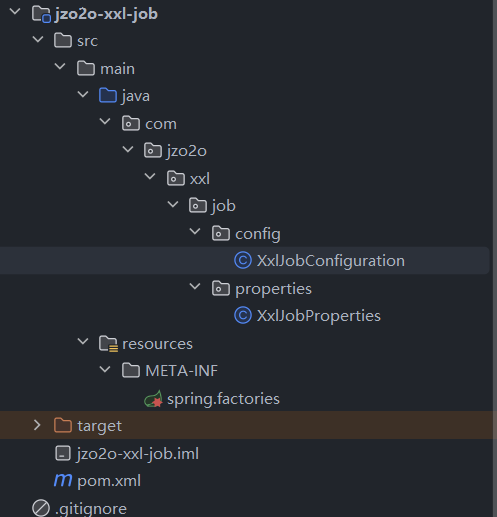 jzo2o-xxl-job
src
main
java
com
jzo2o
xxl
job
config
XxlJobConfiguration
properties
XxlJobProperties
resources
META-INF
spring.factories
target
jzo2o-xxl-job.iml
pom.xml
.gitignore